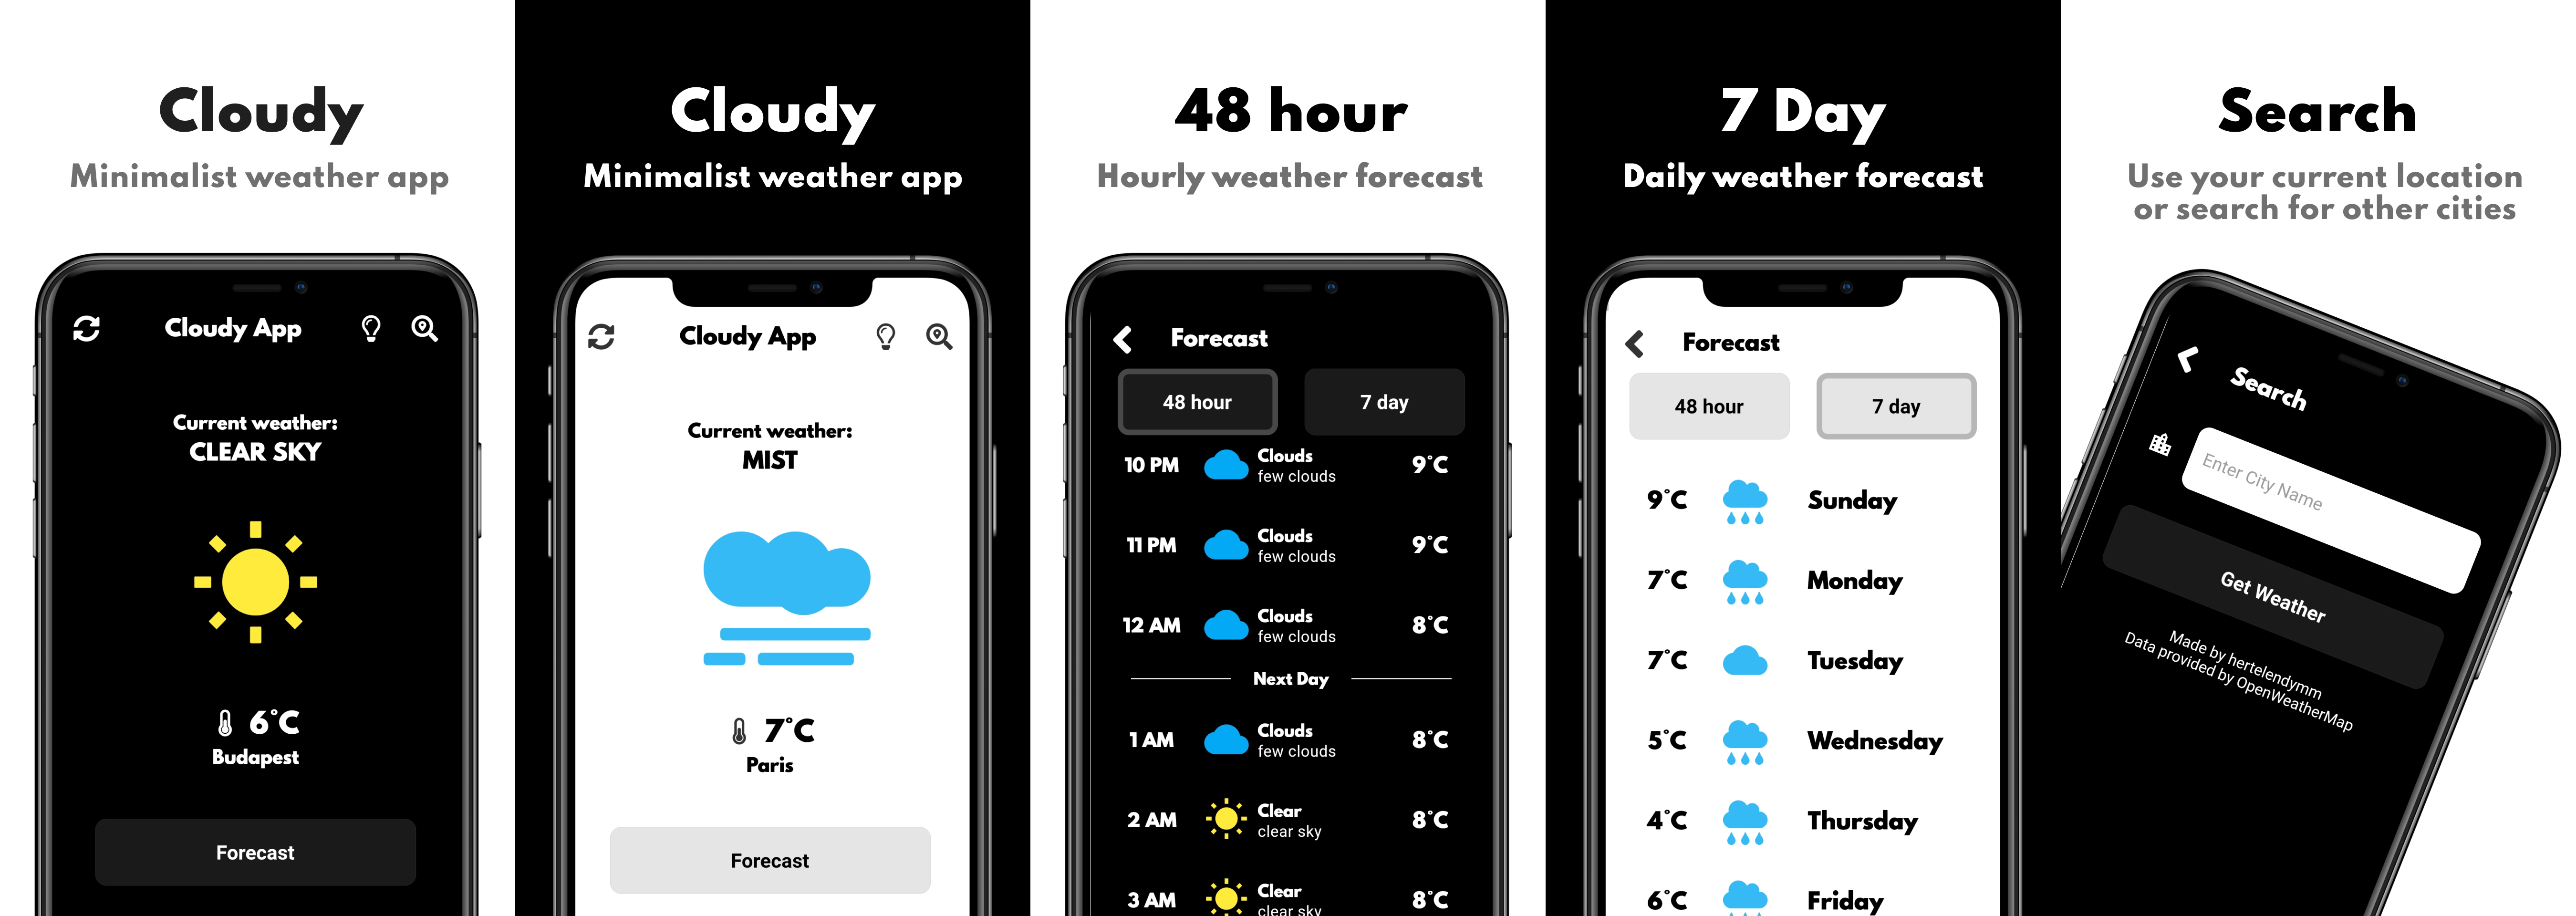 Cloudy
Minimalist weather app
Cloudy App
Current weather:
CLEAR SKY
6°C
Budapest
Forecast
Cloudy
Minimalist weather app
Cloudy App
Current weather:
MIST
7°C
Paris
Forecast
48 hour
Hourly weather forecast
Forecast
48 hour
7 day
10 PM Clouds 9°C
few clouds
11 PM Clouds 9°C
few clouds
12 AM Clouds 8°C
few clouds
Next Day
1 AM Clouds 8°C
few clouds
2 AM Clear 8°C
clear sky
3 AM Clear 8°C
clear sky
7 Day
Daily weather forecast
Forecast
48 hour
7 day
9°C Sunday
7°C Monday
7°C Tuesday
5°C Wednesday
4°C Thursday
6°C Friday
Search
Use your current location
or search for other cities
Search
Enter City Name
Get Weather
Made by hertelendymm
Data provided by OpenWeatherMap